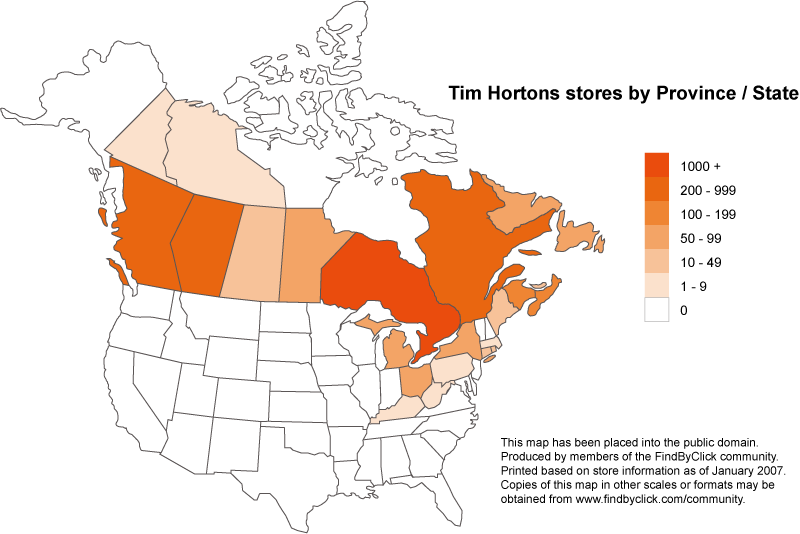 Tim Hortons stores by Province / State
1000 +
200 - 999
100 - 199
50 - 99
10 - 49
1 - 9
0
This map has been placed into the public domain.
Produced by members of the FindByClick community.
Printed based on store information as of January 2007.
Copies of this map in other scales or formats may be
obtained from www.findbyclick.com/community.